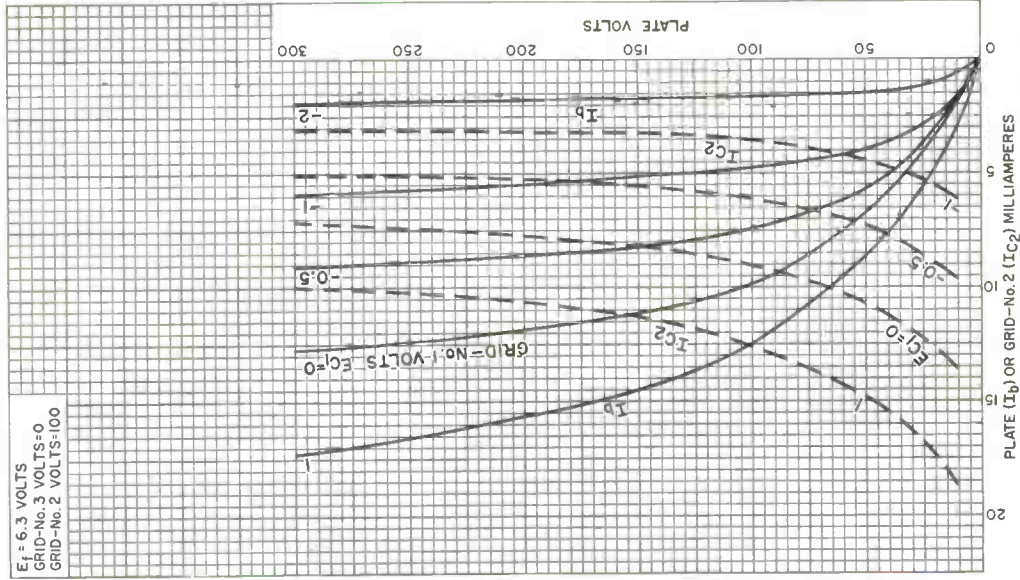 Ef = 6.3 VOLTS
GRID-No. 3 VOLTS=0
GRID-No. 2 VOLTS=100
PLATE (Ib) OR GRID-No. 2 (Ic2) MILLIAMPERES
20
15
10
5
0
PLATE VOLTS
50
100
150
200
250
300
1
Ib
GRID-No. 1 VOLTS EC1=0
-0.5
-1
-2
Ib
IC2
IC2
1
EC1=0
-0.5
-1